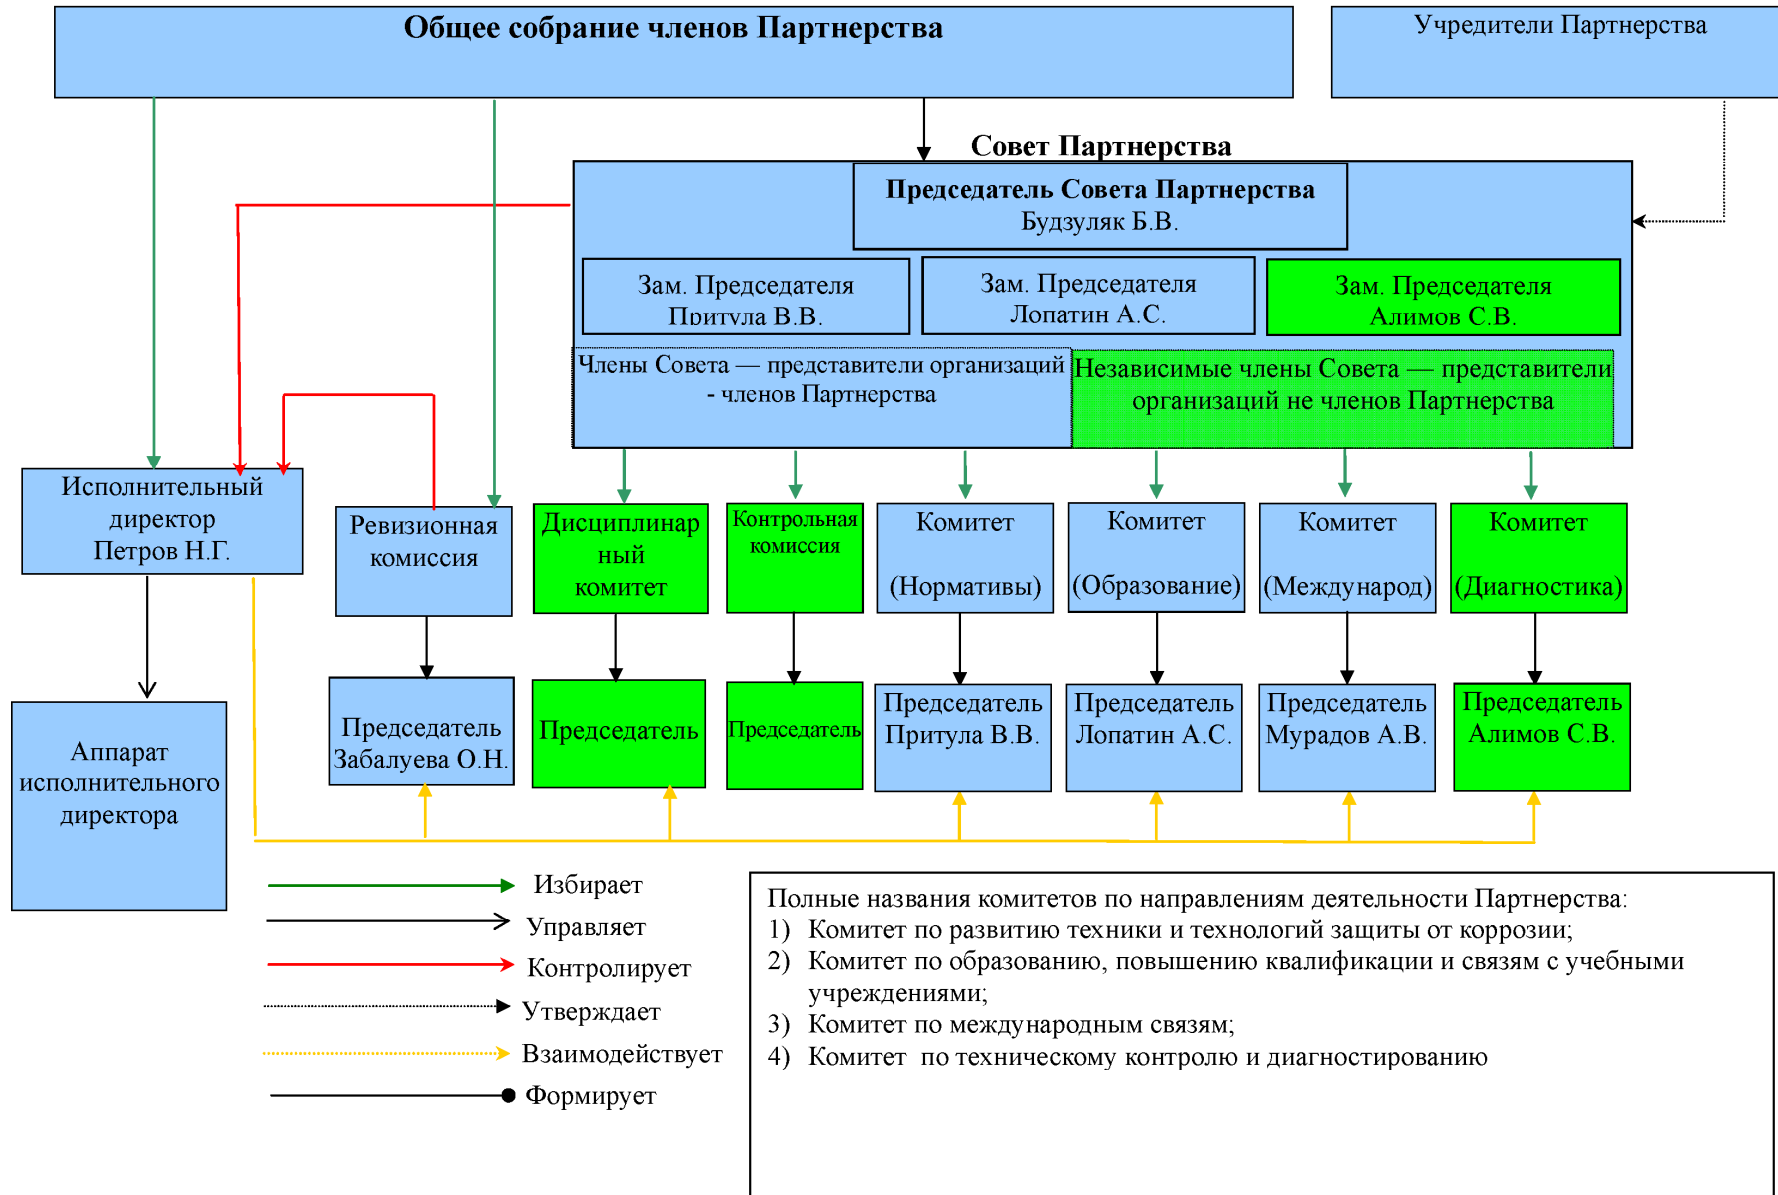 Общее собрание членов Партнерства
Учредители Партнерства
Совет Партнерства
Председатель Совета Партнерства
Будзуляк Б.В.
Зам. Председателя
Притула В.В.
Зам. Председателя
Лопатин А.С.
Зам. Председателя
Алимов С.В.
Члены Совета — представители организаций
- членов Партнерства
Независимые члены Совета — представители
организаций не членов Партнерства
Исполнительный
директор
Петров Н.Г.
Ревизионная
комиссия
Дисциплинар
ный
комитет
Контрольная
комиссия
Комитет
(Нормативы)
Комитет
(Образование)
Комитет
(Международ)
Комитет
(Диагностика)
Аппарат
исполнительного
директора
Председатель
Забалуева О.Н.
Председатель
Председатель
Председатель
Притула В.В.
Председатель
Лопатин А.С.
Председатель
Мурадов А.В.
Председатель
Алимов С.В.
Избирает
Управляет
Контролирует
Утверждает
Взаимодействует
Формирует
Полные названия комитетов по направлениям деятельности Партнерства:
1) Комитет по развитию техники и технологий защиты от коррозии;
2) Комитет по образованию, повышению квалификации и связям с учебными
учреждениями;
3) Комитет по международным связям;
4) Комитет по техническому контролю и диагностированию